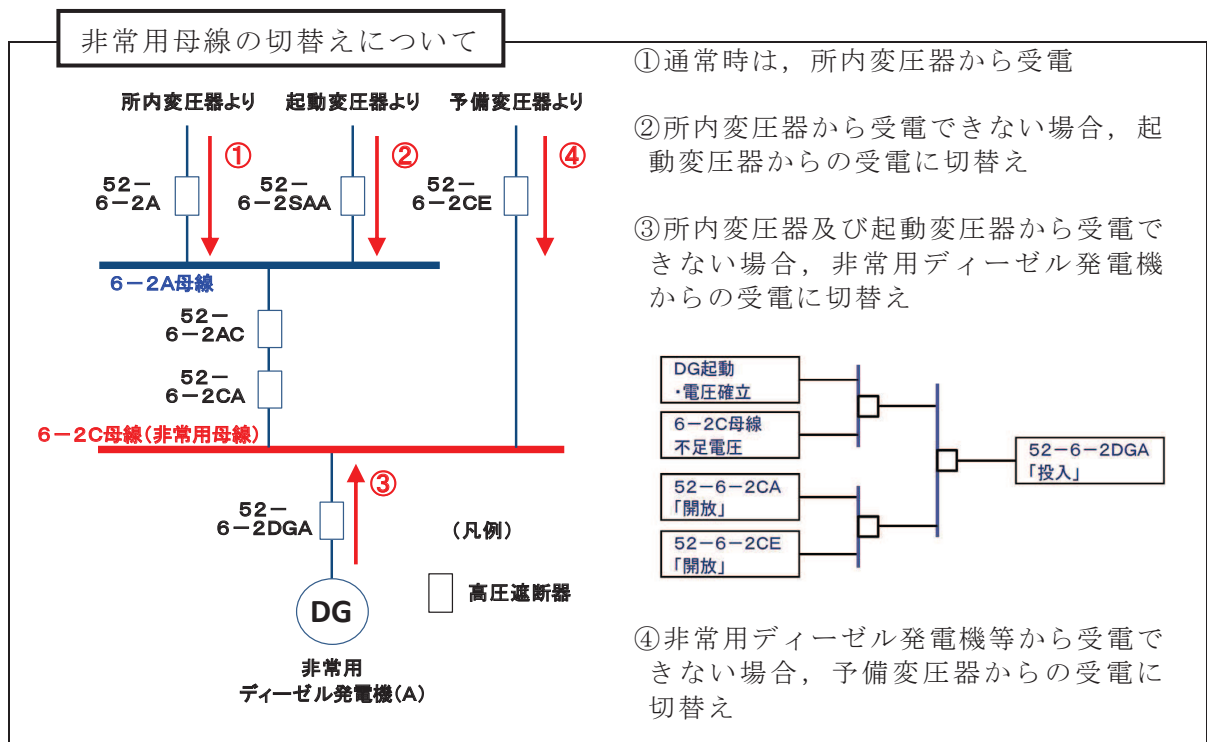 非常用母線の切替えについて
所内変圧器より
起動変圧器より
予備変圧器より
①
②
④
52－
6－2A
52－
6－2SAA
52－
6－2CE
6－2A母線
52－
6－2AC
52－
6－2CA
6－2C母線(非常用母線)
③
52－
6－2DGA
(凡例)
高圧遮断器
DG
非常用
ディーゼル発電機(A)
①通常時は，所内変圧器から受電
②所内変圧器から受電できない場合，起
動変圧器からの受電に切替え
③所内変圧器及び起動変圧器から受電で
きない場合，非常用ディーゼル発電機
からの受電に切替え
DG起動
・電圧確立
6－2C母線
不足電圧
52－6－2CA
「開放」
52－6－2CE
「開放」
52－6－2DGA
「投入」
④非常用ディーゼル発電機等から受電で
きない場合，予備変圧器からの受電に
切替え